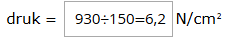 druk = 930÷150=6,2 N/cm²